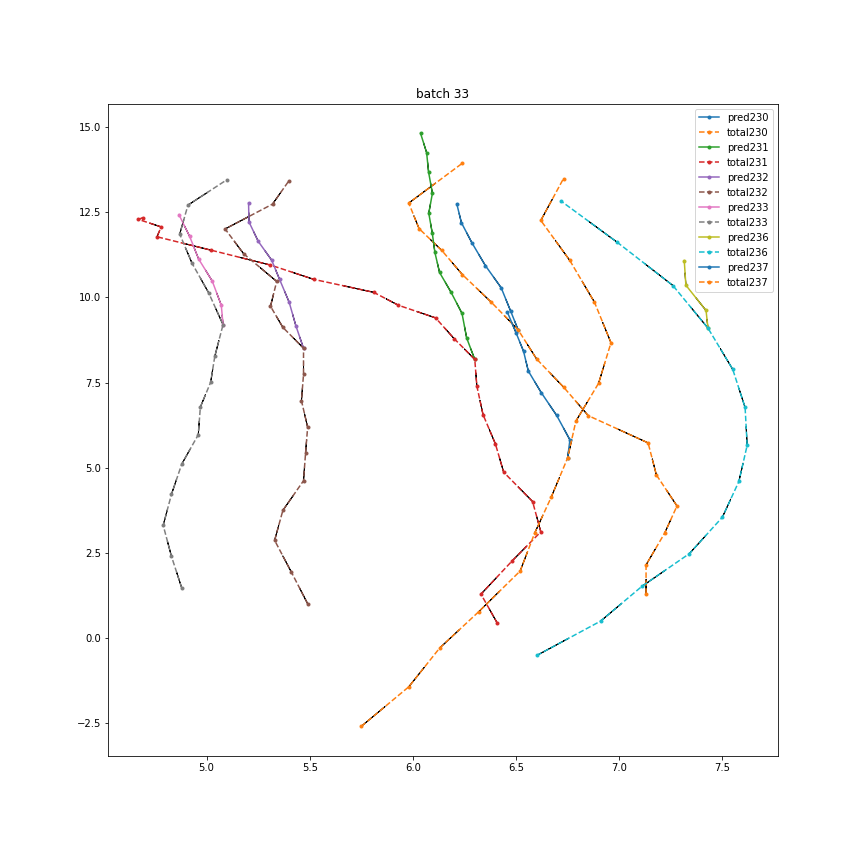 batch 33
15.0
12.5
10.0
7.5
5.0
2.5
0.0
−2.5
5.0 5.5 6.0 6.5 7.0 7.5
pred230
total230
pred231
total231
pred232
total232
pred233
total233
pred236
total236
pred237
total237